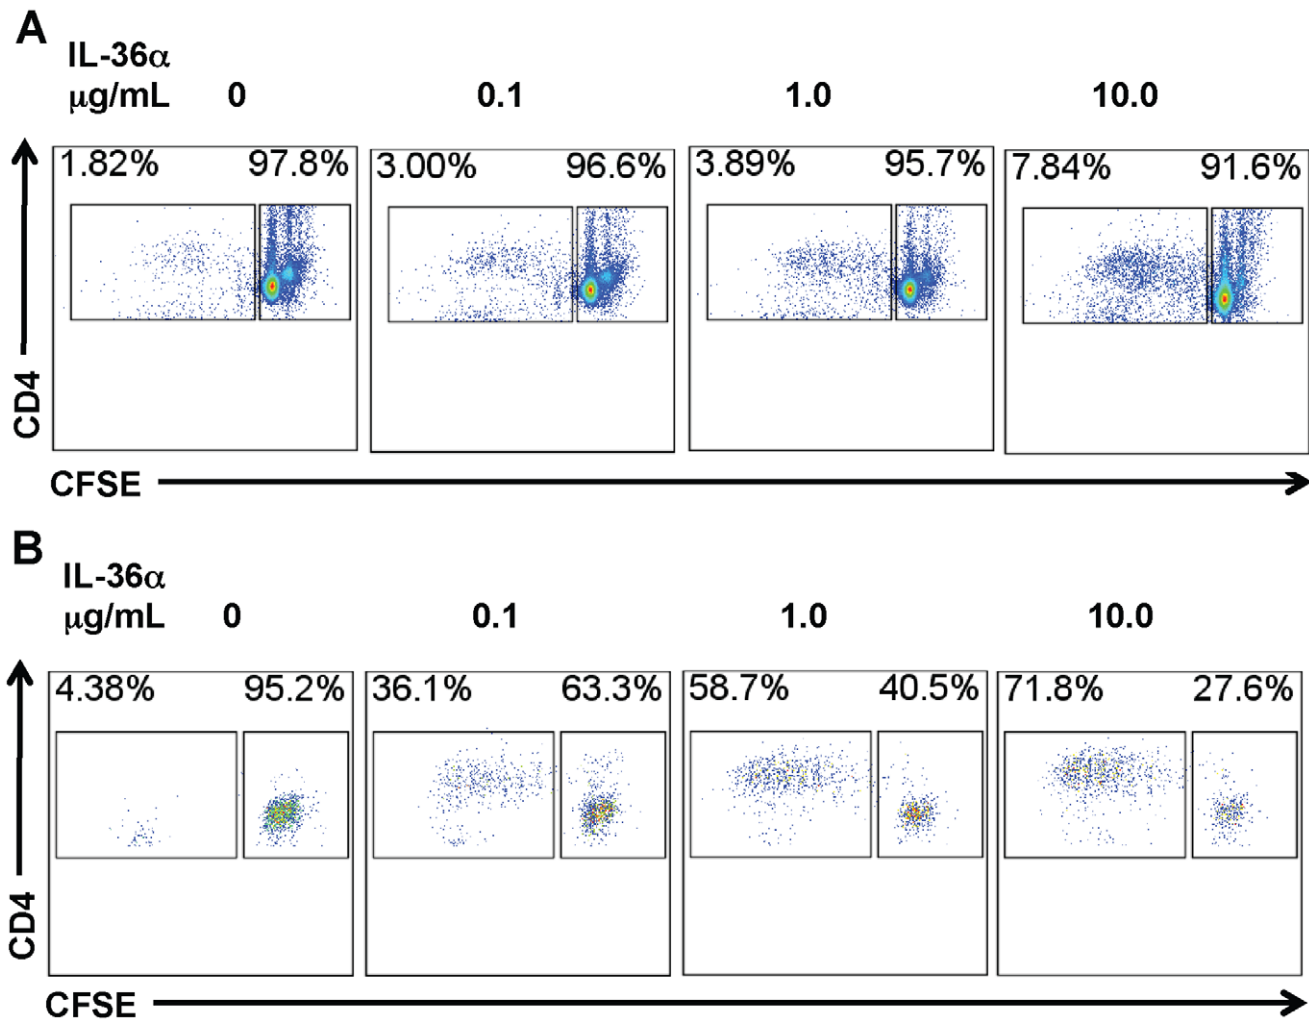 A
IL-36α
μg/mL 0 0.1 1.0 10.0
1.82% 97.8% 3.00% 96.6% 3.89% 95.7% 7.84% 91.6%
CD4
CFSE
B
IL-36α
μg/mL 0 0.1 1.0 10.0
4.38% 95.2% 36.1% 63.3% 58.7% 40.5% 71.8% 27.6%
CD4
CFSE